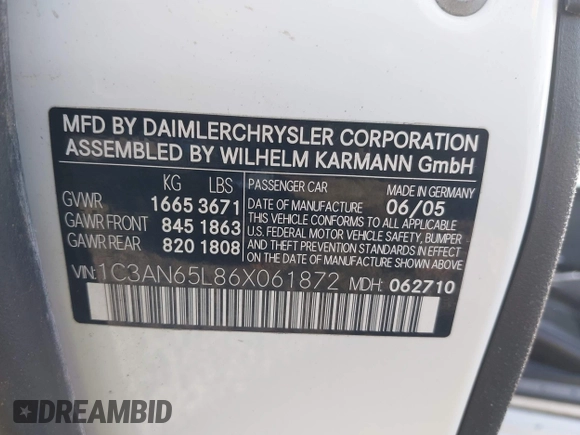 MFD BY DAIMLERCHRYSLER CORPORATION
ASSEMBLED BY WILHELM KARMANN GmbH
KG LBS
GVWR 1665 3671
GAWR FRONT 845 1863
GAWR REAR 820 1808
PASSENGER CAR MADE IN GERMANY
DATE OF MANUFACTURE 06/05
THIS VEHICLE CONFORMS TO ALL APPLICABLE
U.S. FEDERAL MOTOR VEHICLE SAFETY, BUMPER
AND THEFT PREVENTION STANDARDS IN EFFECT
ON THE DATE OF MANUFACTURE SHOWN ABOVE.
VIN: 1C3AN65L86X061872 MDH: 062710
DREAMBID